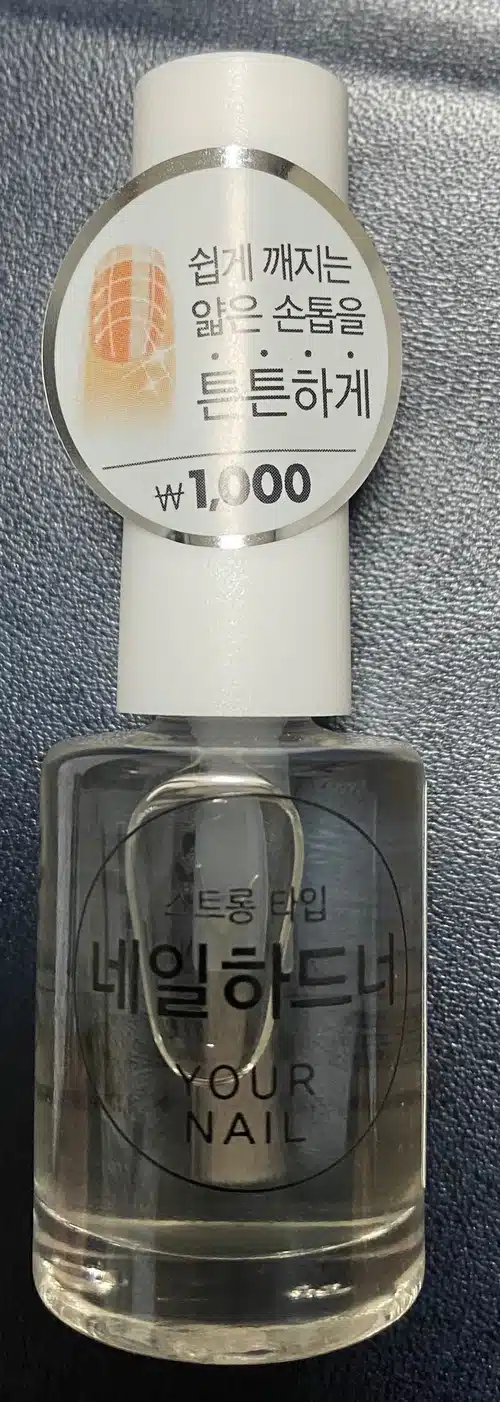 쉽게 깨지는
얇은 손톱을
튼튼하게
₩1,000
스트롱 타입
네일하드너
YOUR
NAIL